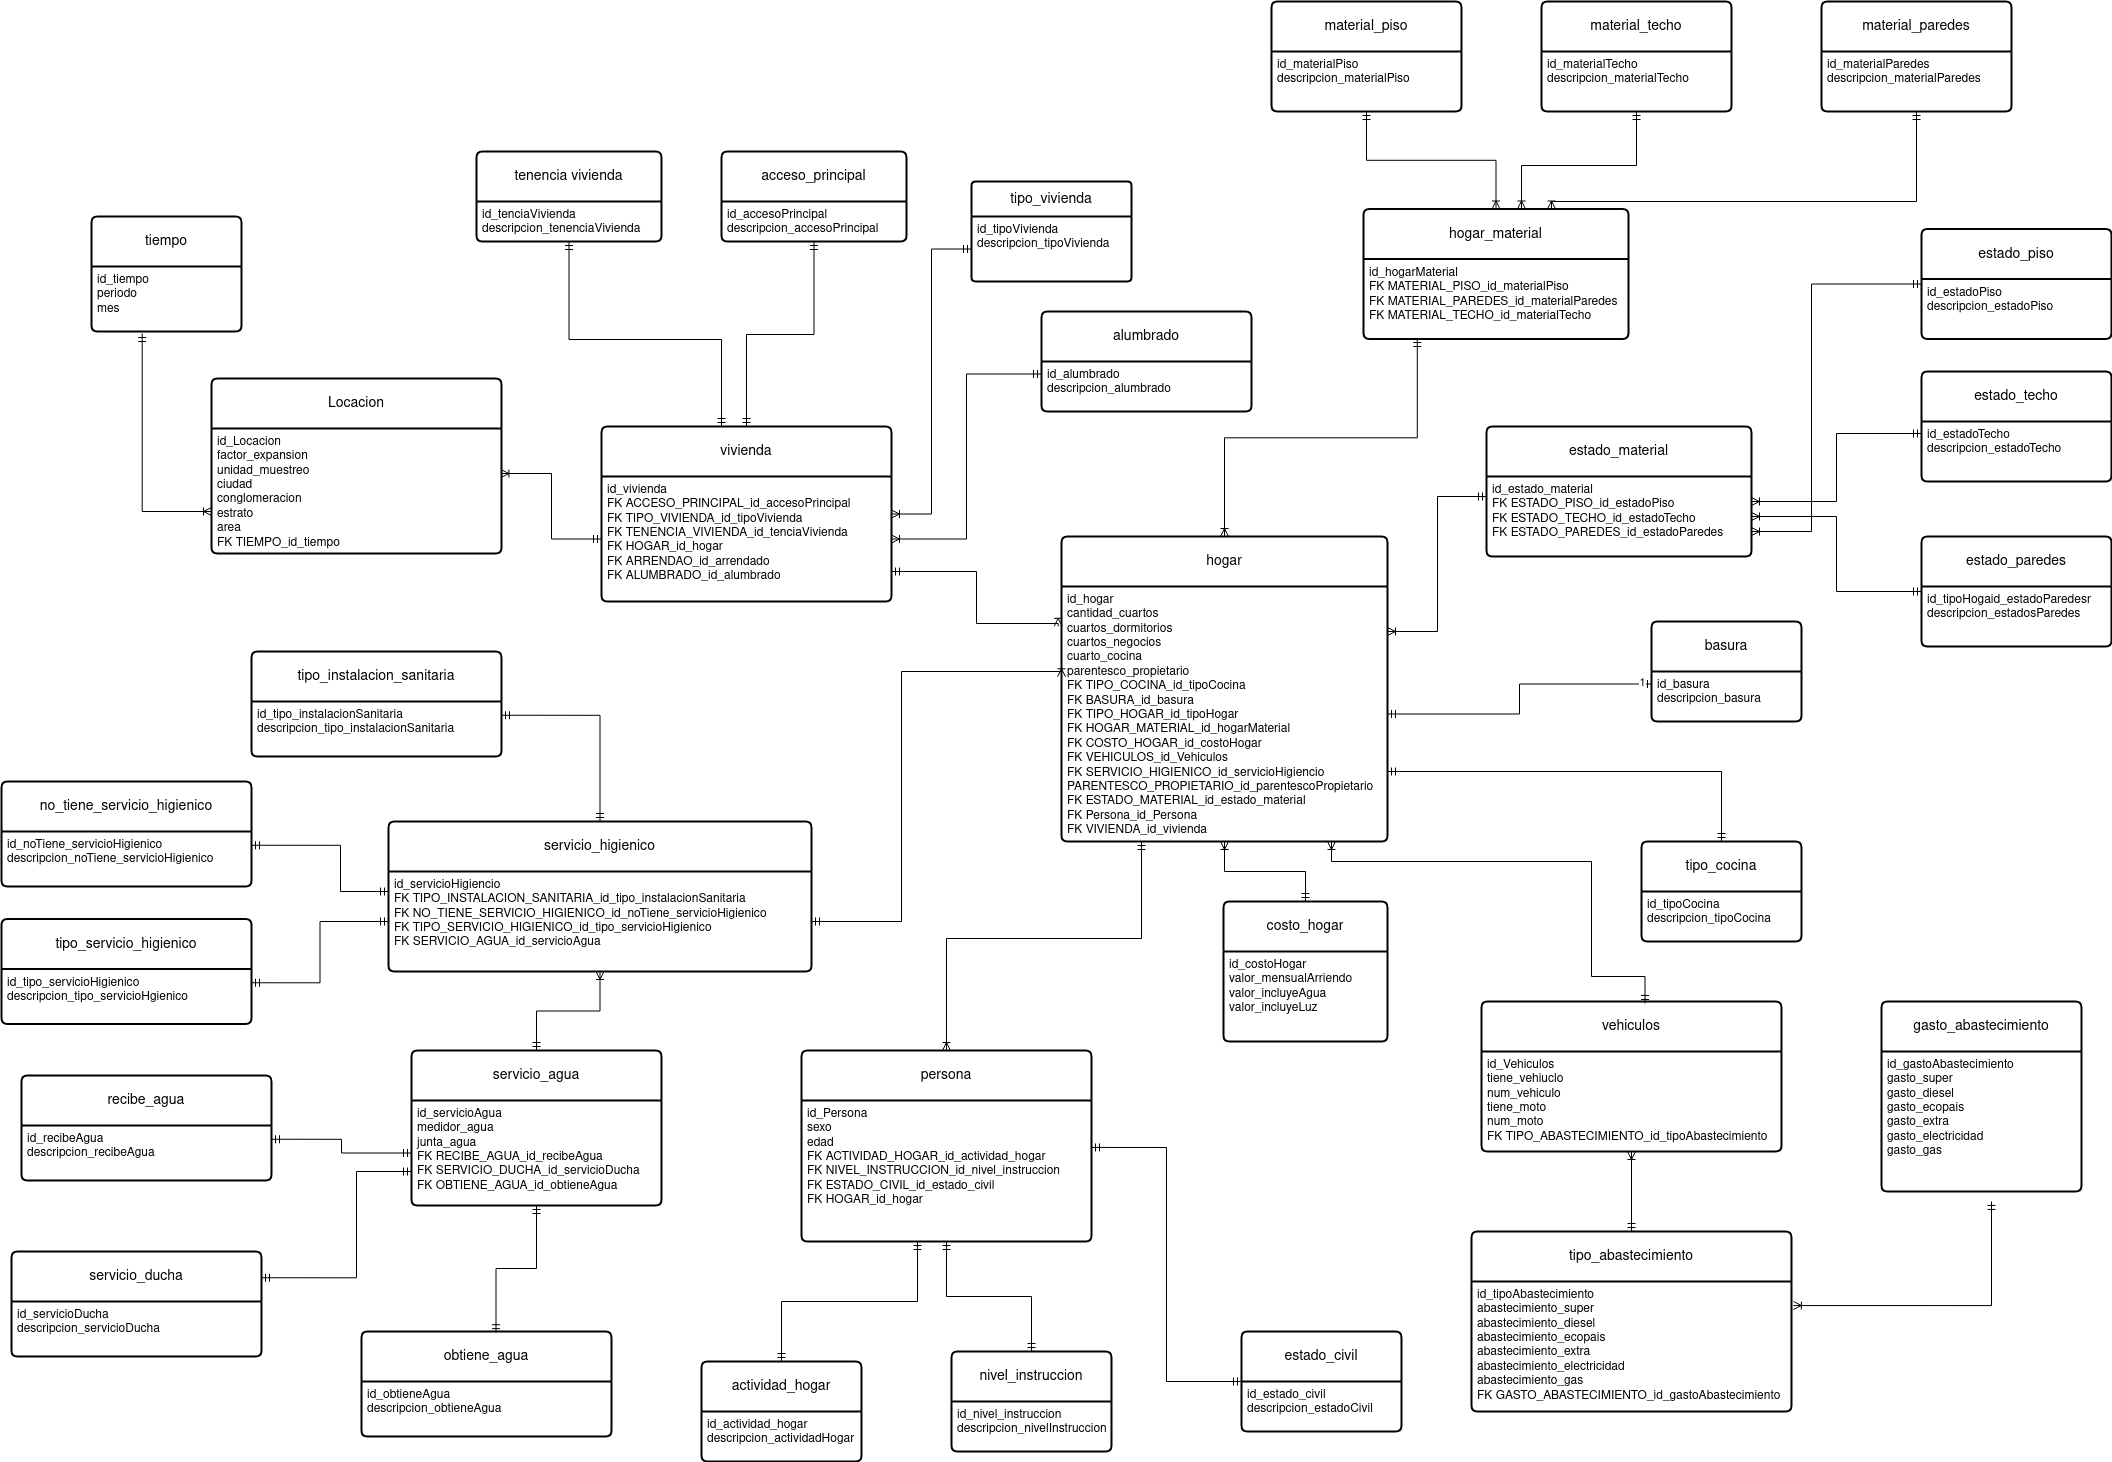 material_piso
id_materialPiso
descripcion_materialPiso
material_techo
id_materialTecho
descripcion_materialTecho
material_paredes
id_materialParedes
descripcion_materialParedes
tenencia vivienda
id_tenciaVivienda
descripcion_tenenciaVivienda
acceso_principal
id_accesoPrincipal
descripcion_accesoPrincipal
tipo_vivienda
id_tipoVivienda
descripcion_tipoVivienda
tiempo
id_tiempo
periodo
mes
hogar_material
id_hogarMaterial
FK MATERIAL_PISO_id_materialPiso
FK MATERIAL_PAREDES_id_materialParedes
FK MATERIAL_TECHO_id_materialTecho
estado_piso
id_estadoPiso
descripcion_estadoPiso
alumbrado
id_alumbrado
descripcion_alumbrado
Locacion
id_Locacion
factor_expansion
unidad_muestreo
ciudad
conglomeracion
estrato
area
FK TIEMPO_id_tiempo
estado_techo
id_estadoTecho
descripcion_estadoTecho
vivienda
id_vivienda
FK ACCESO_PRINCIPAL_id_accesoPrincipal
FK TIPO_VIVIENDA_id_tipoVivienda
FK TENENCIA_VIVIENDA_id_tenciaVivienda
FK HOGAR_id_hogar
FK ARRENDAO_id_arrendado
FK ALUMBRADO_id_alumbrado
estado_material
id_estado_material
FK ESTADO_PISO_id_estadoPiso
FK ESTADO_TECHO_id_estadoTecho
FK ESTADO_PAREDES_id_estadoParedes
estado_paredes
id_tipoHogaid_estadoParedesr
descripcion_estadosParedes
hogar
id_hogar
cantidad_cuartos
cuartos_dormitorios
cuartos_negocios
cuarto_cocina
parentesco_propietario
FK TIPO_COCINA_id_tipoCocina
FK BASURA_id_basura
FK TIPO_HOGAR_id_tipoHogar
FK HOGAR_MATERIAL_id_hogarMaterial
FK COSTO_HOGAR_id_costoHogar
FK VEHICULOS_id_Vehiculos
FK SERVICIO_HIGIENICO_id_servicioHigiencio
PARENTESCO_PROPIETARIO_id_parentescoPropietario
FK ESTADO_MATERIAL_id_estado_material
FK Persona_id_Persona
FK VIVIENDA_id_vivienda
basura
1
id_basura
descripcion_basura
tipo_instalacion_sanitaria
id_tipo_instalacionSanitaria
descripcion_tipo_instalacionSanitaria
no_tiene_servicio_higienico
id_noTiene_servicioHigienico
descripcion_noTiene_servicioHigienico
servicio_higienico
id_servicioHigiencio
FK TIPO_INSTALACION_SANITARIA_id_tipo_instalacionSanitaria
FK NO_TIENE_SERVICIO_HIGIENICO_id_noTiene_servicioHigienico
FK TIPO_SERVICIO_HIGIENICO_id_tipo_servicioHigienico
FK SERVICIO_AGUA_id_servicioAgua
tipo_cocina
id_tipoCocina
descripcion_tipoCocina
tipo_servicio_higienico
id_tipo_servicioHigienico
descripcion_tipo_servicioHgienico
costo_hogar
id_costoHogar
valor_mensualArriendo
valor_incluyeAgua
valor_incluyeLuz
vehiculos
id_Vehiculos
tiene_vehiuclo
num_vehiculo
tiene_moto
num_moto
FK TIPO_ABASTECIMIENTO_id_tipoAbastecimiento
gasto_abastecimiento
id_gastoAbastecimiento
gasto_super
gasto_diesel
gasto_ecopais
gasto_extra
gasto_electricidad
gasto_gas
recibe_agua
id_recibeAgua
descripcion_recibeAgua
servicio_agua
id_servicioAgua
medidor_agua
junta_agua
FK RECIBE_AGUA_id_recibeAgua
FK SERVICIO_DUCHA_id_servicioDucha
FK OBTIENE_AGUA_id_obtieneAgua
persona
id_Persona
sexo
edad
FK ACTIVIDAD_HOGAR_id_actividad_hogar
FK NIVEL_INSTRUCCION_id_nivel_instruccion
FK ESTADO_CIVIL_id_estado_civil
FK HOGAR_id_hogar
servicio_ducha
id_servicioDucha
descripcion_servicioDucha
tipo_abastecimiento
id_tipoAbastecimiento
abastecimiento_super
abastecimiento_diesel
abastecimiento_ecopais
abastecimiento_extra
abastecimiento_electricidad
abastecimiento_gas
FK GASTO_ABASTECIMIENTO_id_gastoAbastecimiento
obtiene_agua
id_obtieneAgua
descripcion_obtieneAgua
actividad_hogar
id_actividad_hogar
descripcion_actividadHogar
nivel_instruccion
id_nivel_instruccion
descripcion_nivelInstruccion
estado_civil
id_estado_civil
descripcion_estadoCivil